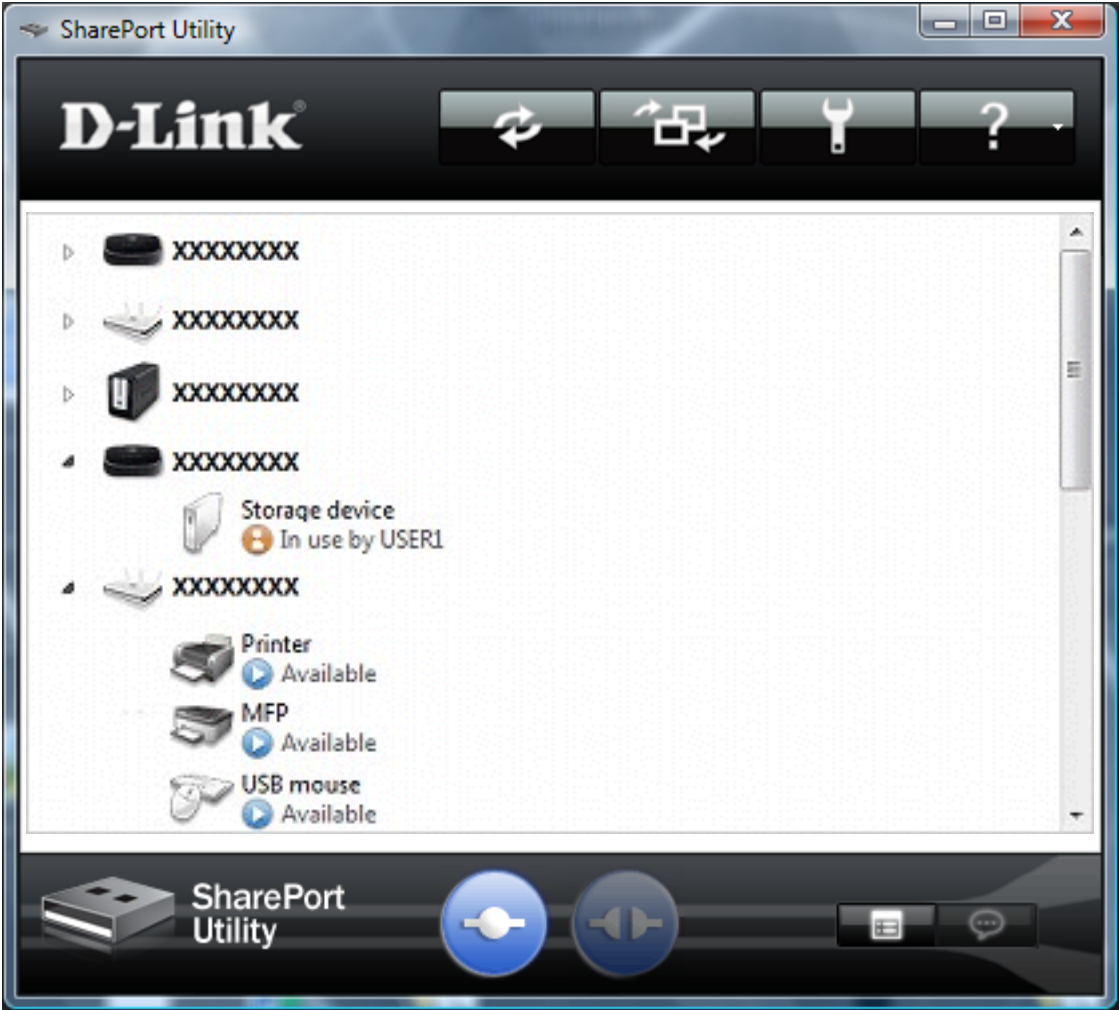 SharePort Utility
D-Link®
?
XXXXXXXX
XXXXXXXX
XXXXXXXX
XXXXXXXX
Storage device
In use by USER1
XXXXXXXX
Printer
Available
MFP
Available
USB mouse
Available
SharePort
Utility